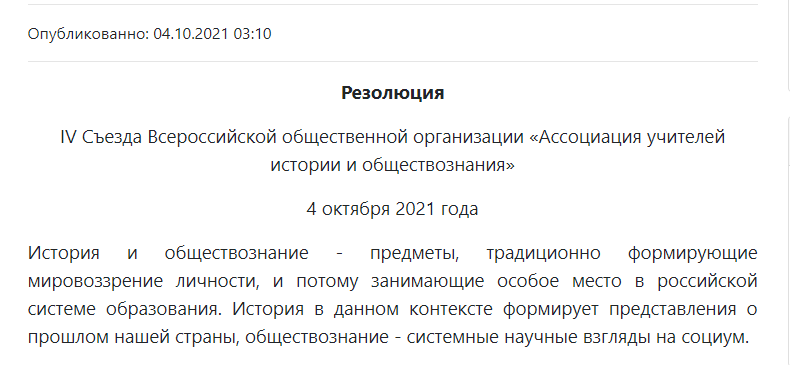 Опубликованно: 04.10.2021 03:10
Резолюция
IV Съезда Всероссийской общественной организации «Ассоциация учителей
истории и обществознания»
4 октября 2021 года
История и обществознание - предметы, традиционно формирующие
мировоззрение личности, и потому занимающие особое место в российской
системе образования. История в данном контексте формирует представления о
прошлом нашей страны, обществознание - системные научные взгляды на социум.